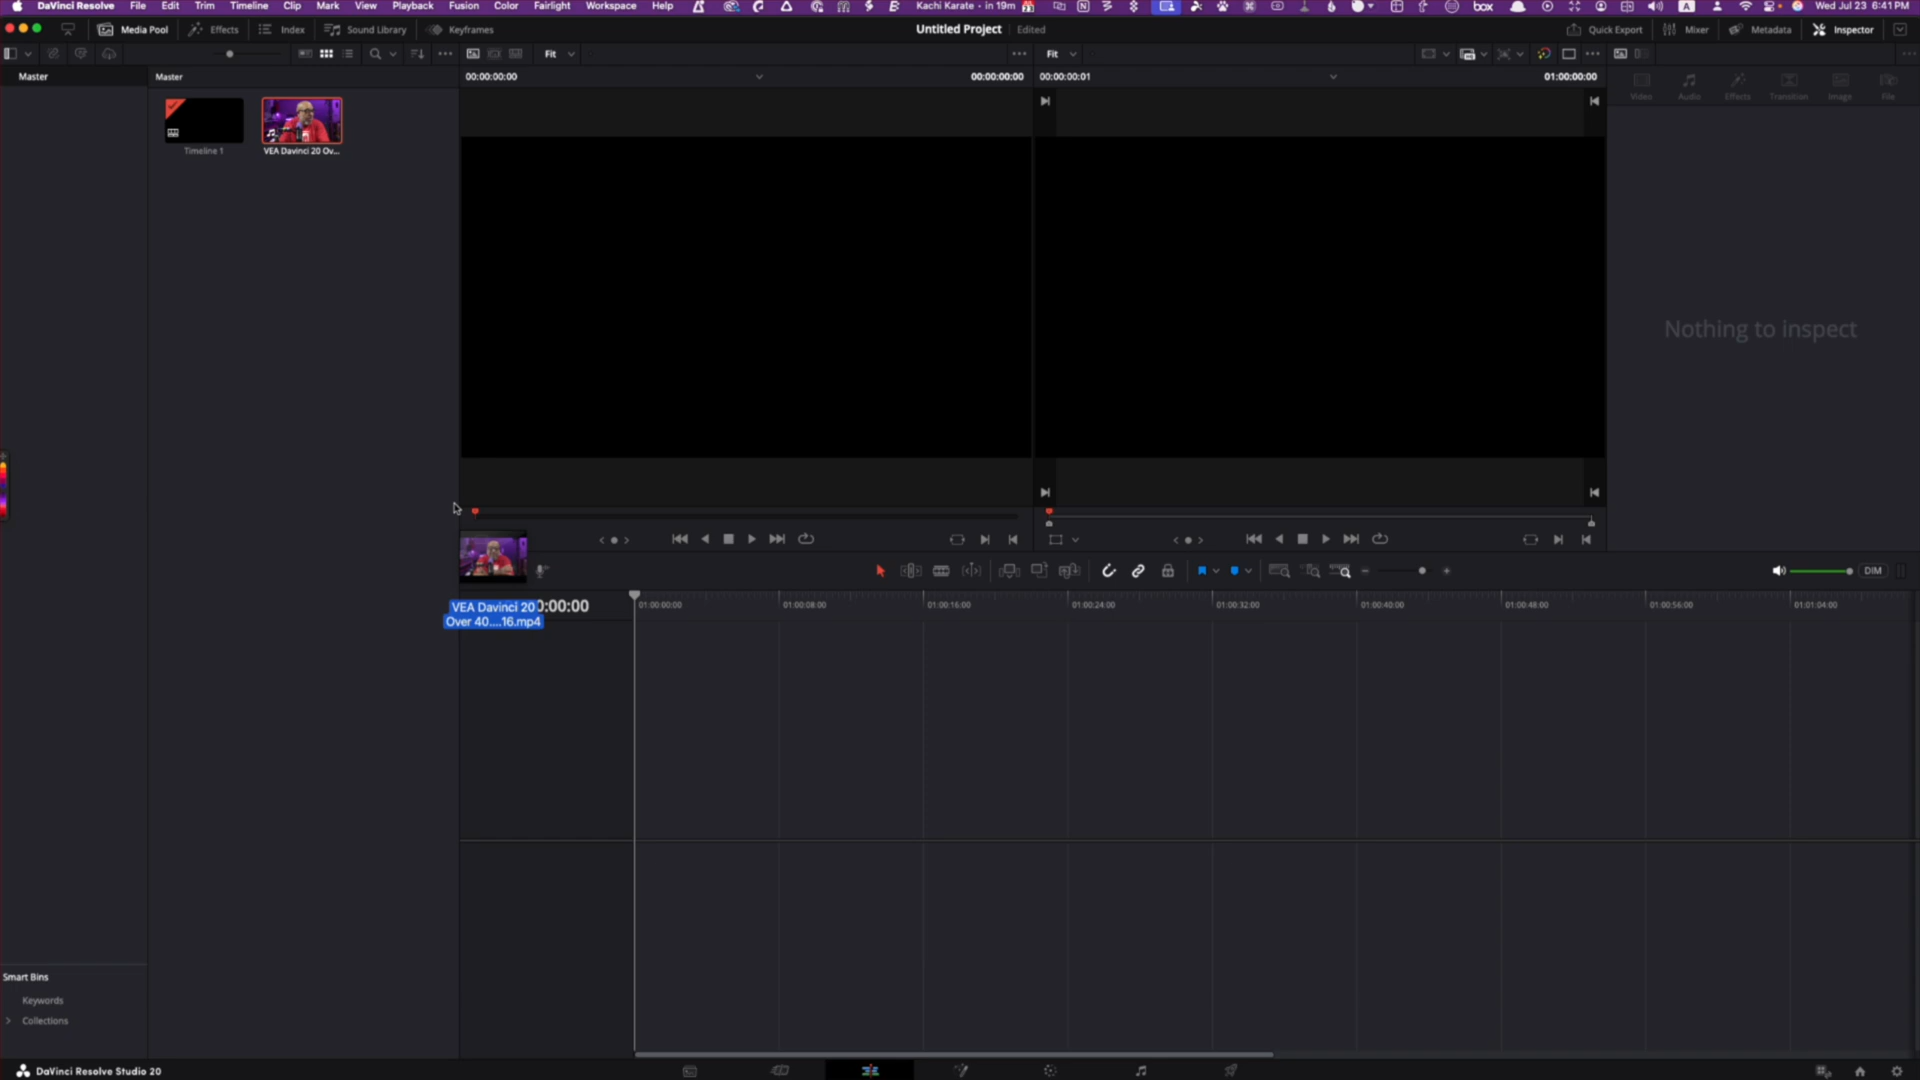 DaVinci Resolve File Edit Trim Timeline Clip Mark View Playback Fusion Color Fairlight Workspace Help Kachi Karate · in 19m box A Wed Jul 23 6:41 PM
Media Pool Effects Index Sound Library Keyframes Untitled Project Edited Quick Export Mixer Metadata Inspector
Fit Fit
Master Master 00:00:00:00 00:00:00:00 00:00:00:01 01:00:00:00
Video Audio Effects Transition Image File
Timeline 1 VEA Davinci 20 Ov...
Nothing to inspect
DIM
VEA Davinci 20 0:00:00
Over 40....16.mp4
01:00:00:00 01:00:08:00 01:00:16:00 01:00:24:00 01:00:32:00 01:00:40:00 01:00:48:00 01:00:56:00 01:01:04:00
Smart Bins
Keywords
Collections
DaVinci Resolve Studio 20